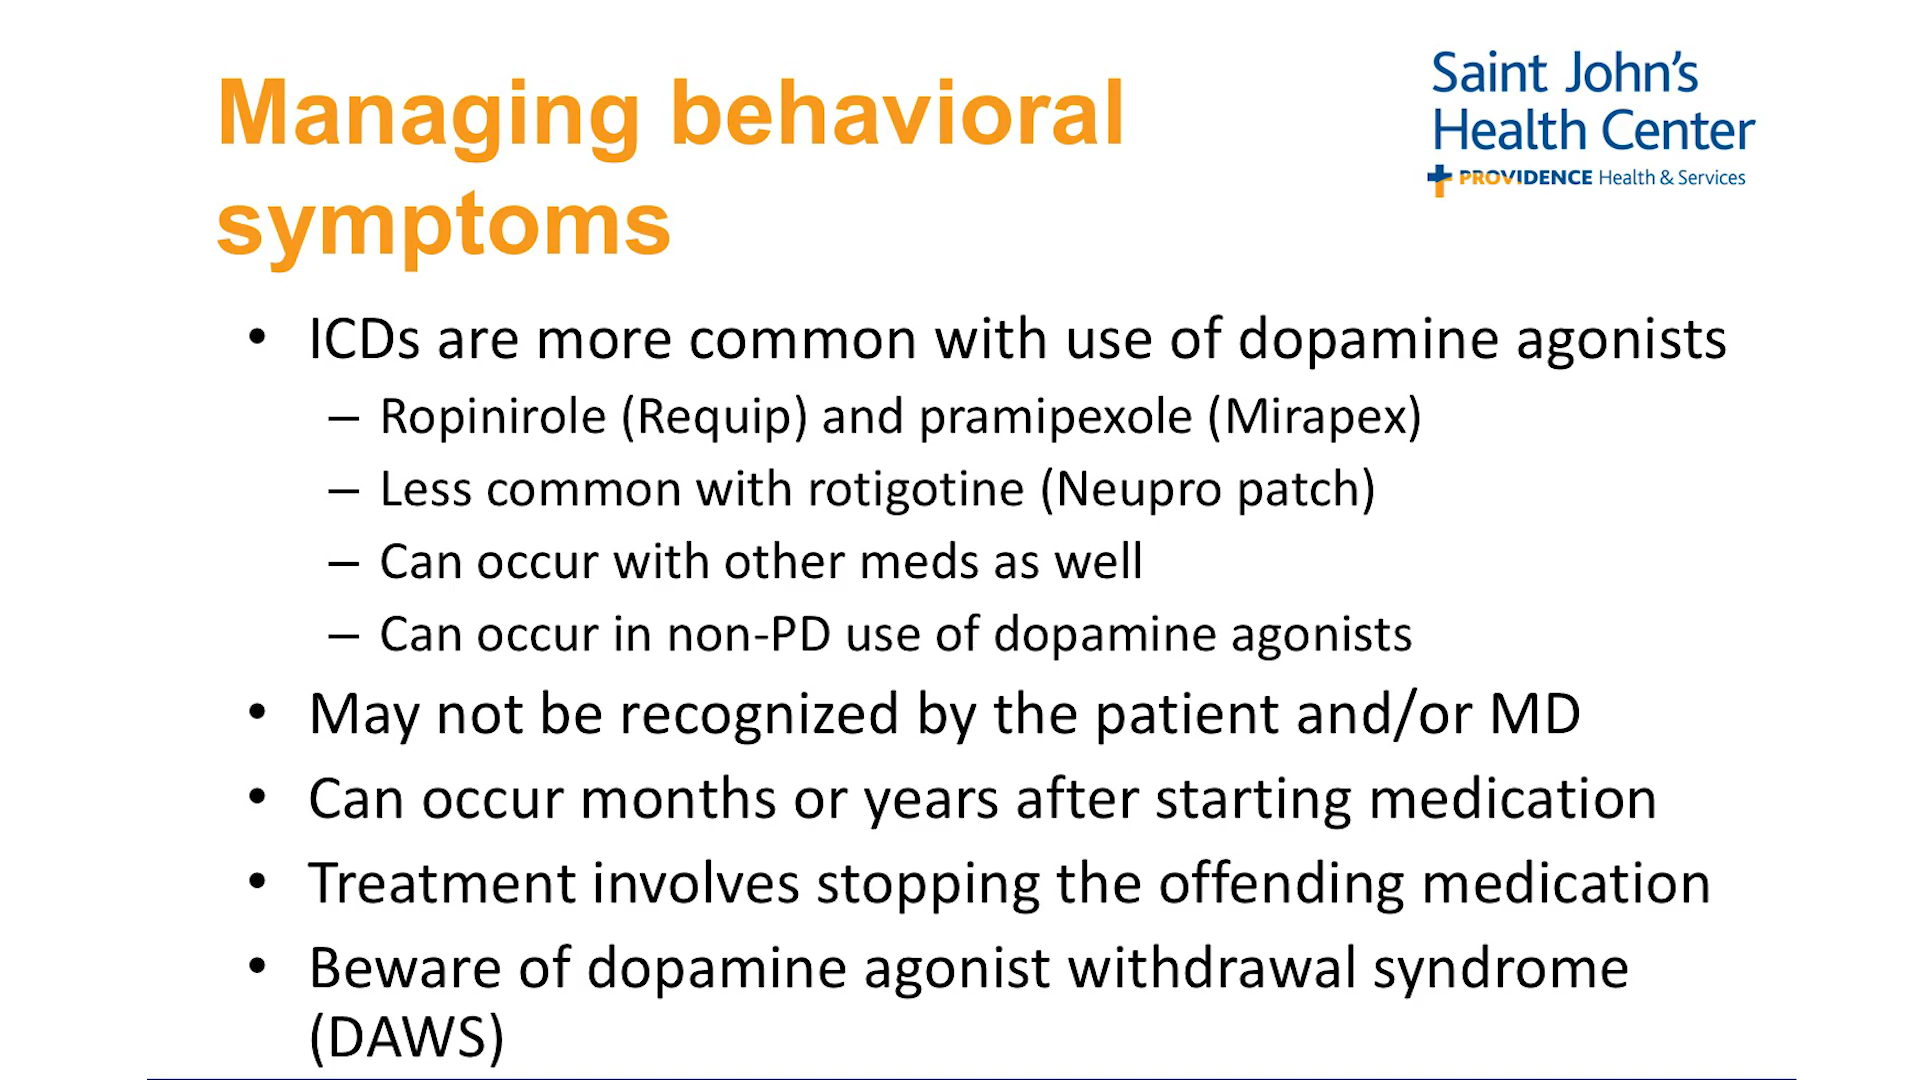 Managing behavioral
symptoms
Saint John's
Health Center
PROVIDENCE Health & Services
• ICDs are more common with use of dopamine agonists
– Ropinirole (Requip) and pramipexole (Mirapex)
– Less common with rotigotine (Neupro patch)
– Can occur with other meds as well
– Can occur in non-PD use of dopamine agonists
• May not be recognized by the patient and/or MD
• Can occur months or years after starting medication
• Treatment involves stopping the offending medication
• Beware of dopamine agonist withdrawal syndrome
(DAWS)